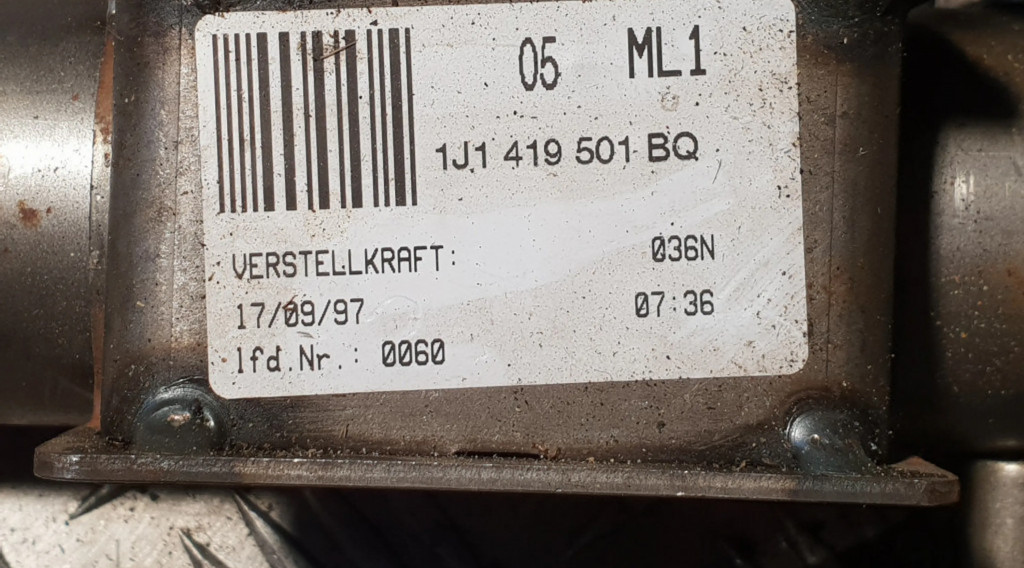 05 ML1
1J1 419 501 BQ
VERSTELLKRAFT: 036N
17/09/97 07:36
lfd.Nr.: 0060